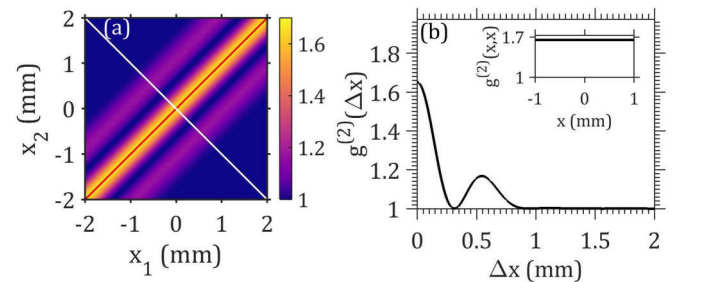 (a)
2
1
0
-1
-2
x₂ (mm)
-2 -1 0 1 2
x₁ (mm)
1.6
1.4
1.2
1
(b)
1.8
1.6
1.4
1.2
1
g⁽²⁾(Δx)
0 0.5 1 1.5 2
Δx (mm)
1.7
1
g⁽²⁾(x,x)
-1 0 1
x (mm)